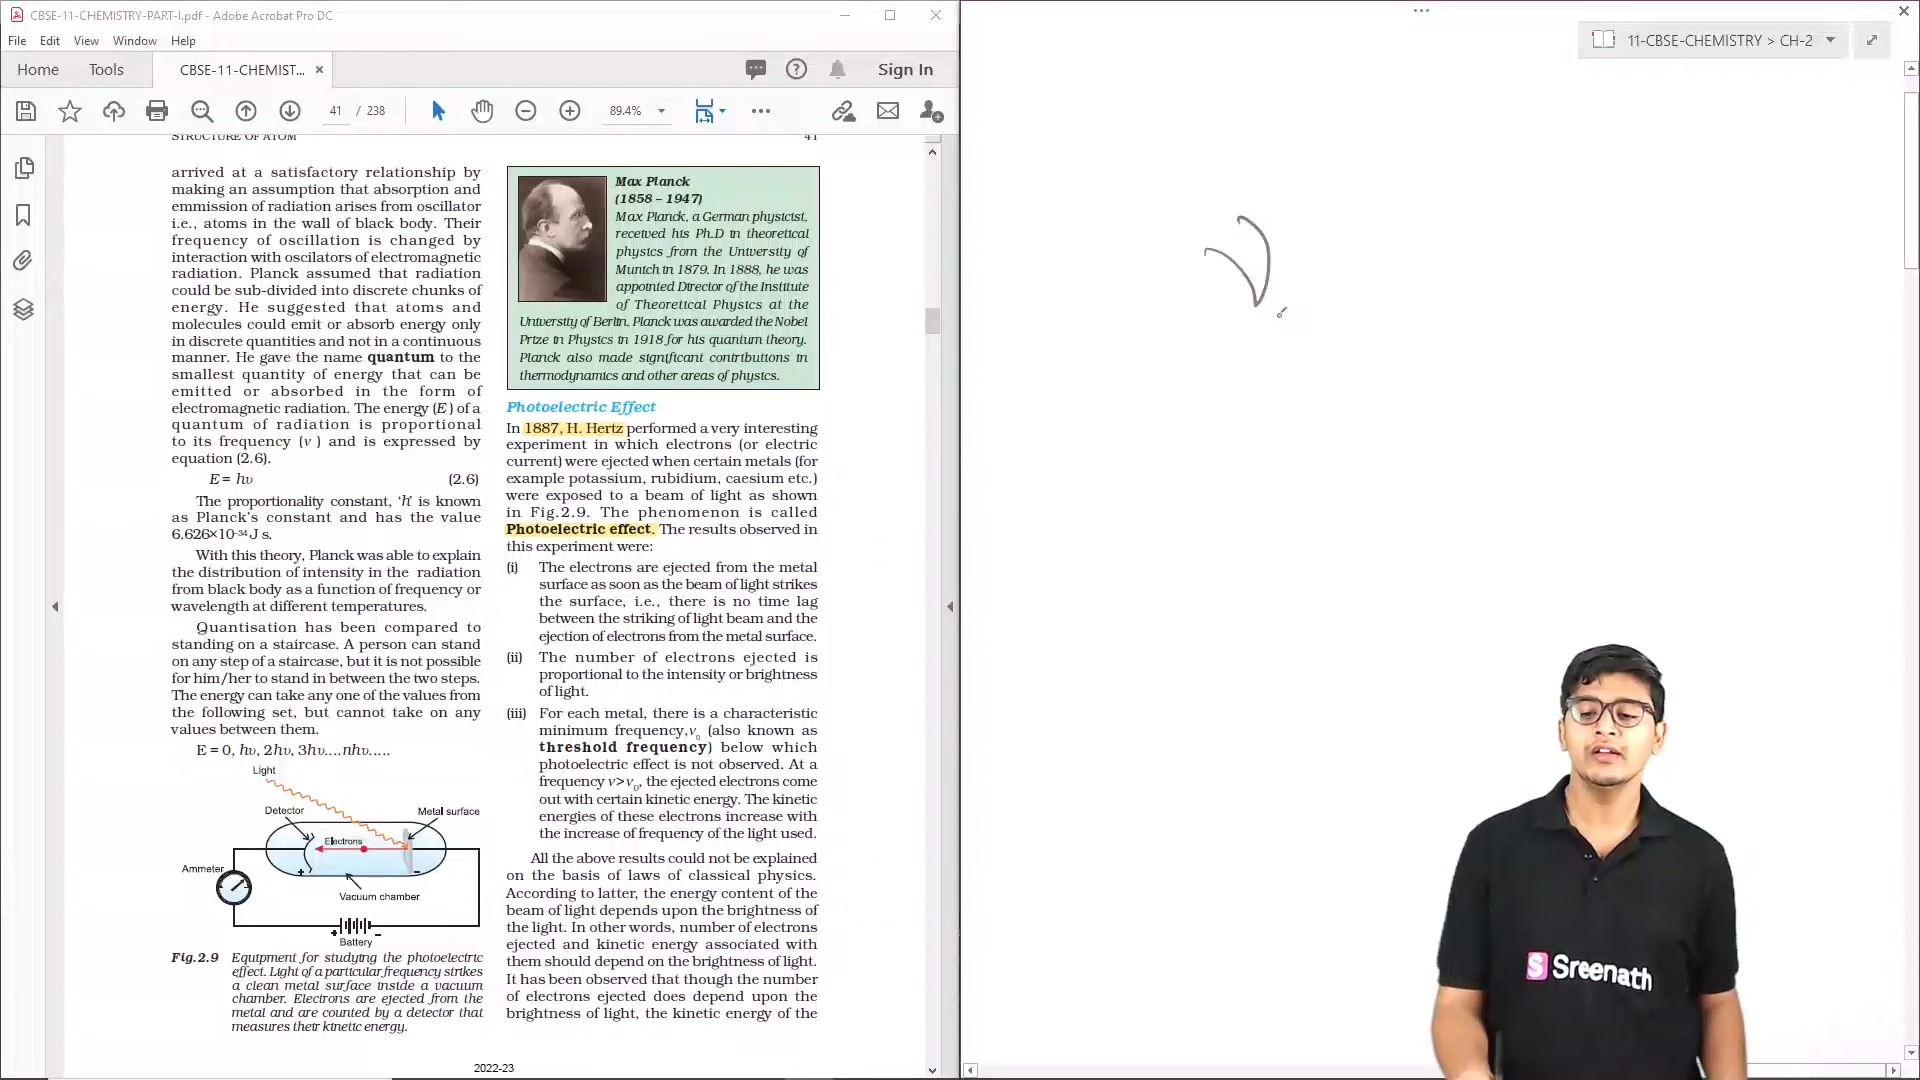 CBSE-11-CHEMISTRY-PART-I.pdf - Adobe Acrobat Pro DC
File Edit View Window Help
Home Tools CBSE-11-CHEMIST... × Sign In
41 / 238 89.4%
11-CBSE-CHEMISTRY > CH-2
STRUCTURE OF ATOM 41
arrived at a satisfactory relationship by
making an assumption that absorption and
emmission of radiation arises from oscillator
i.e., atoms in the wall of black body. Their
frequency of oscillation is changed by
interaction with oscilators of electromagnetic
radiation. Planck assumed that radiation
could be sub-divided into discrete chunks of
energy. He suggested that atoms and
molecules could emit or absorb energy only
in discrete quantities and not in a continuous
manner. He gave the name quantum to the
smallest quantity of energy that can be
emitted or absorbed in the form of
electromagnetic radiation. The energy (E ) of a
quantum of radiation is proportional
to its frequency (ν ) and is expressed by
equation (2.6).
E = hυ (2.6)
The proportionality constant, ‘h’ is known
as Planck’s constant and has the value
6.626×10⁻³⁴ J s.
With this theory, Planck was able to explain
the distribution of intensity in the radiation
from black body as a function of frequency or
wavelength at different temperatures.
Quantisation has been compared to
standing on a staircase. A person can stand
on any step of a staircase, but it is not possible
for him/her to stand in between the two steps.
The energy can take any one of the values from
the following set, but cannot take on any
values between them.
E = 0, hυ, 2hυ, 3hυ....nhυ.....
Light
Detector
Metal surface
Electrons
Ammeter
+ -
Vacuum chamber
+ -
Battery
Fig.2.9 Equipment for studying the photoelectric
effect. Light of a particular frequency strikes
a clean metal surface inside a vacuum
chamber. Electrons are ejected from the
metal and are counted by a detector that
measures their kinetic energy.
Max Planck
(1858 – 1947)
Max Planck, a German physicist,
received his Ph.D in theoretical
physics from the University of
Munich in 1879. In 1888, he was
appointed Director of the Institute
of Theoretical Physics at the
University of Berlin. Planck was awarded the Nobel
Prize in Physics in 1918 for his quantum theory.
Planck also made significant contributions in
thermodynamics and other areas of physics.
Photoelectric Effect
In 1887, H. Hertz performed a very interesting
experiment in which electrons (or electric
current) were ejected when certain metals (for
example potassium, rubidium, caesium etc.)
were exposed to a beam of light as shown
in Fig.2.9. The phenomenon is called
Photoelectric effect. The results observed in
this experiment were:
(i) The electrons are ejected from the metal
surface as soon as the beam of light strikes
the surface, i.e., there is no time lag
between the striking of light beam and the
ejection of electrons from the metal surface.
(ii) The number of electrons ejected is
proportional to the intensity or brightness
of light.
(iii) For each metal, there is a characteristic
minimum frequency,ν₀ (also known as
threshold frequency) below which
photoelectric effect is not observed. At a
frequency ν>ν₀, the ejected electrons come
out with certain kinetic energy. The kinetic
energies of these electrons increase with
the increase of frequency of the light used.
All the above results could not be explained
on the basis of laws of classical physics.
According to latter, the energy content of the
beam of light depends upon the brightness of
the light. In other words, number of electrons
ejected and kinetic energy associated with
them should depend on the brightness of light.
It has been observed that though the number
of electrons ejected does depend upon the
brightness of light, the kinetic energy of the
2022-23
ν
S Sreenath